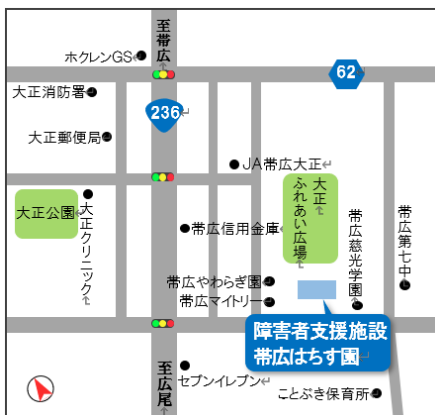 至帯広
ホクレンGS
62
大正消防署
236
大正郵便局
JA帯広大正
大正
ふれあい広場
大正公園
大正クリニック
帯広信用金庫
帯広慈光学園
帯広第七中
帯広やわらぎ園
帯広マイトリー
障害者支援施設
帯広はちす園
至広尾
セブンイレブン
ことぶき保育所